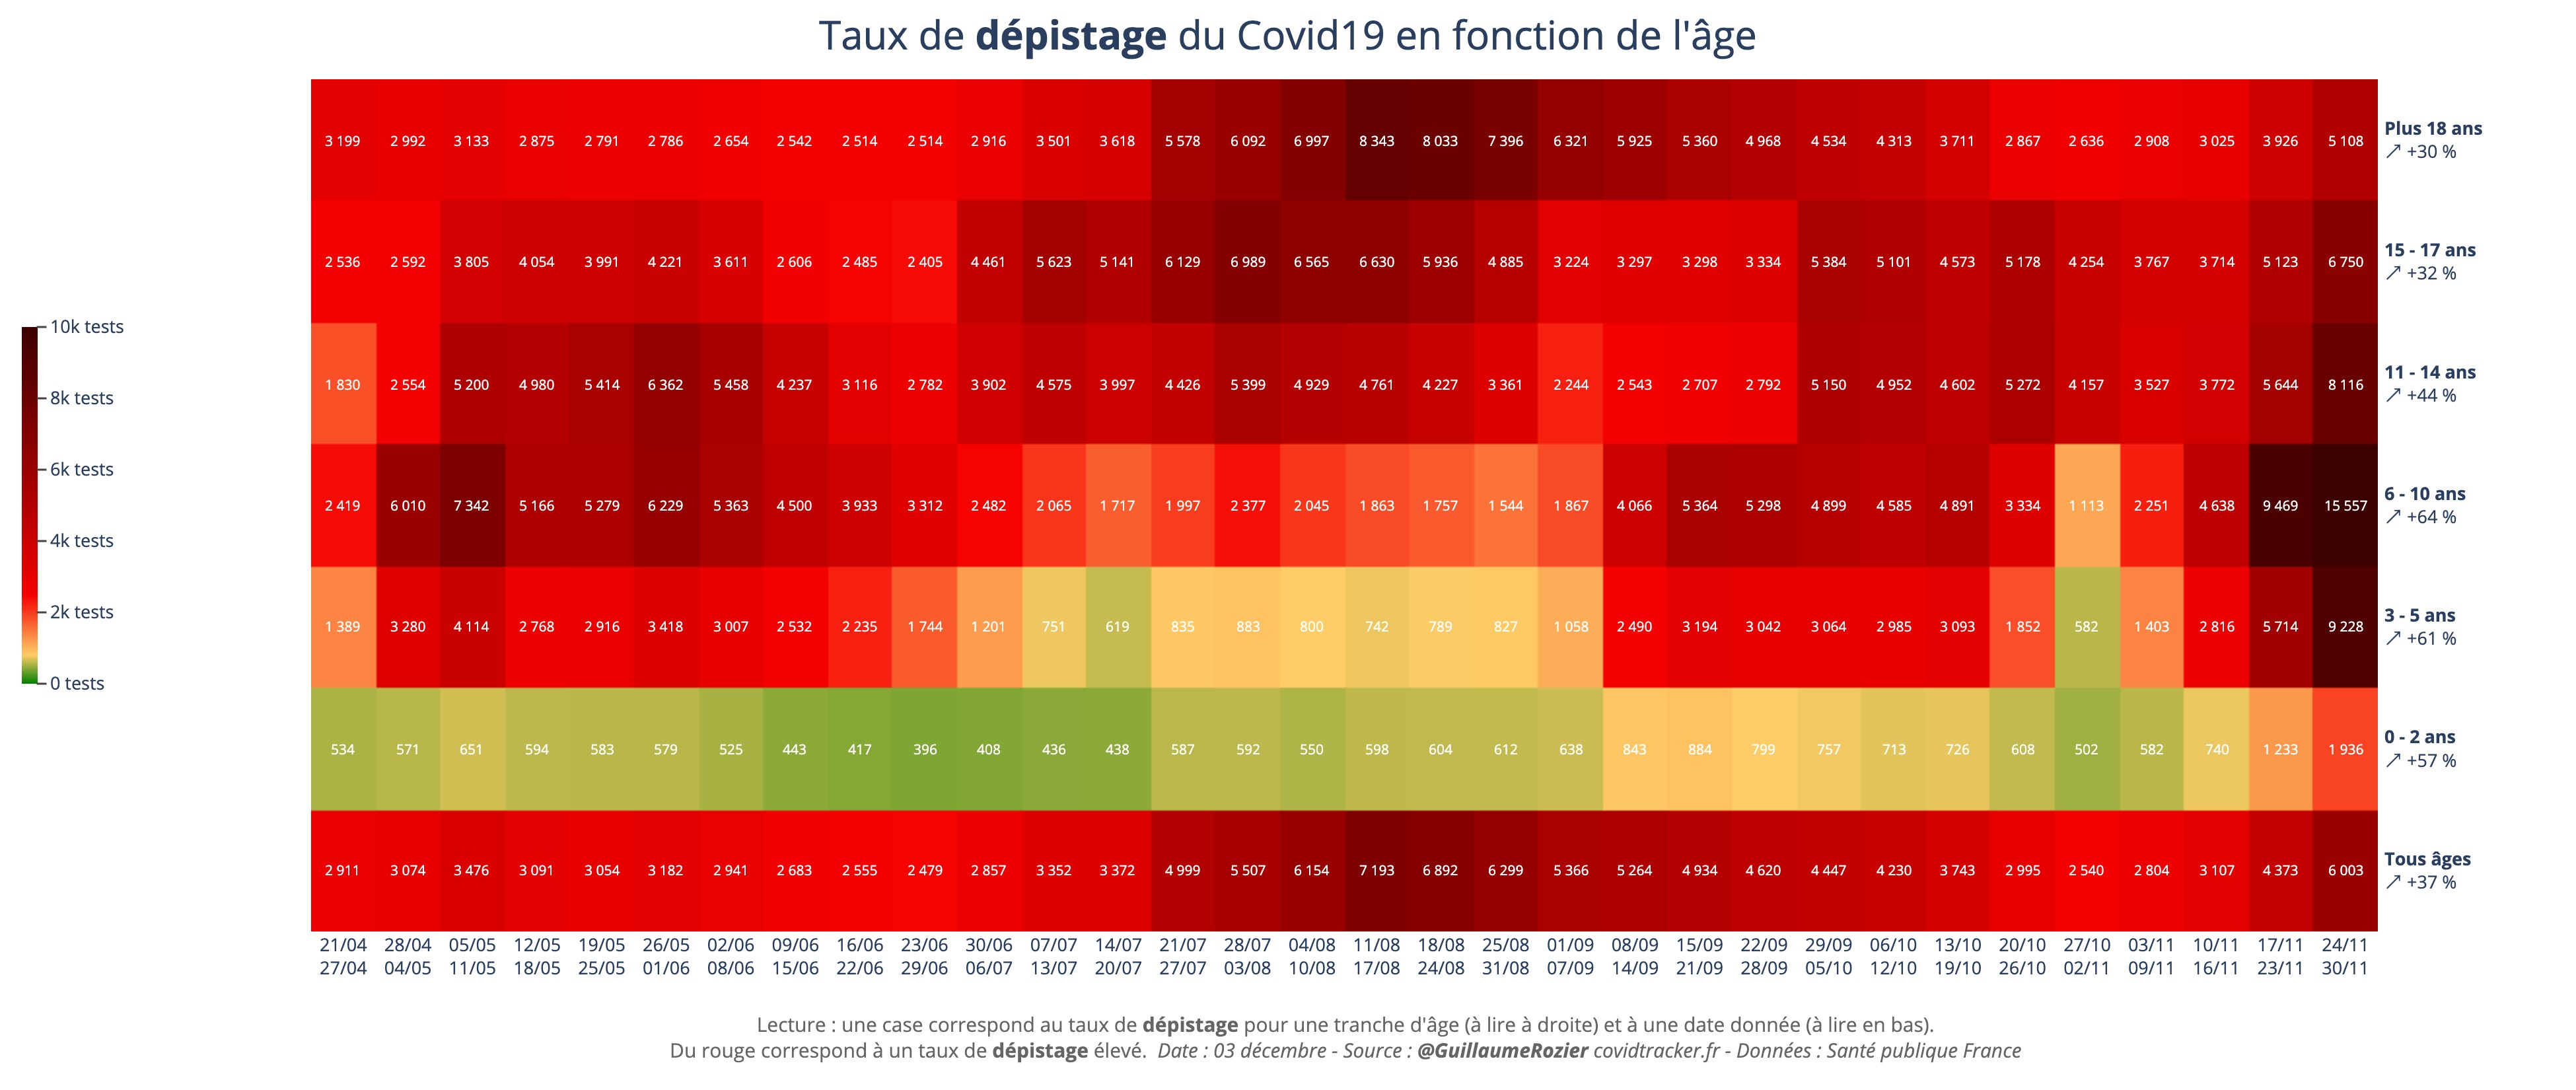 Taux de dépistage du Covid19 en fonction de l'âge
3 199 2 992 3 133 2 875 2 791 2 786 2 654 2 542 2 514 2 514 2 916 3 501 3 618 5 578 6 092 6 997 8 343 8 033 7 396 6 321 5 925 5 360 4 968 4 534 4 313 3 711 2 867 2 636 2 908 3 025 3 926 5 108
Plus 18 ans
↗ +30 %
2 536 2 592 3 805 4 054 3 991 4 221 3 611 2 606 2 485 2 405 4 461 5 623 5 141 6 129 6 989 6 565 6 630 5 936 4 885 3 224 3 297 3 298 3 334 5 384 5 101 4 573 5 178 4 254 3 767 3 714 5 123 6 750
15 - 17 ans
↗ +32 %
1 830 2 554 5 200 4 980 5 414 6 362 5 458 4 237 3 116 2 782 3 902 4 575 3 997 4 426 5 399 4 929 4 761 4 227 3 361 2 244 2 543 2 707 2 792 5 150 4 952 4 602 5 272 4 157 3 527 3 772 5 644 8 116
11 - 14 ans
↗ +44 %
2 419 6 010 7 342 5 166 5 279 6 229 5 363 4 500 3 933 3 312 2 482 2 065 1 717 1 997 2 377 2 045 1 863 1 757 1 544 1 867 4 066 5 364 5 298 4 899 4 585 4 891 3 334 1 113 2 251 4 638 9 469 15 557
6 - 10 ans
↗ +64 %
1 389 3 280 4 114 2 768 2 916 3 418 3 007 2 532 2 235 1 744 1 201 751 619 835 883 800 742 789 827 1 058 2 490 3 194 3 042 3 064 2 985 3 093 1 852 582 1 403 2 816 5 714 9 228
3 - 5 ans
↗ +61 %
534 571 651 594 583 579 525 443 417 396 408 436 438 587 592 550 598 604 612 638 843 884 799 757 713 726 608 502 582 740 1 233 1 936
0 - 2 ans
↗ +57 %
2 911 3 074 3 476 3 091 3 054 3 182 2 941 2 683 2 555 2 479 2 857 3 352 3 372 4 999 5 507 6 154 7 193 6 892 6 299 5 366 5 264 4 934 4 620 4 447 4 230 3 743 2 995 2 540 2 804 3 107 4 373 6 003
Tous âges
↗ +37 %
10k tests
8k tests
6k tests
4k tests
2k tests
0 tests
21/04 28/04 05/05 12/05 19/05 26/05 02/06 09/06 16/06 23/06 30/06 07/07 14/07 21/07 28/07 04/08 11/08 18/08 25/08 01/09 08/09 15/09 22/09 29/09 06/10 13/10 20/10 27/10 03/11 10/11 17/11 24/11
27/04 04/05 11/05 18/05 25/05 01/06 08/06 15/06 22/06 29/06 06/07 13/07 20/07 27/07 03/08 10/08 17/08 24/08 31/08 07/09 14/09 21/09 28/09 05/10 12/10 19/10 26/10 02/11 09/11 16/11 23/11 30/11
Lecture : une case correspond au taux de dépistage pour une tranche d'âge (à lire à droite) et à une date donnée (à lire en bas).
Du rouge correspond à un taux de dépistage élevé. Date : 03 décembre - Source : @GuillaumeRozier covidtracker.fr - Données : Santé publique France